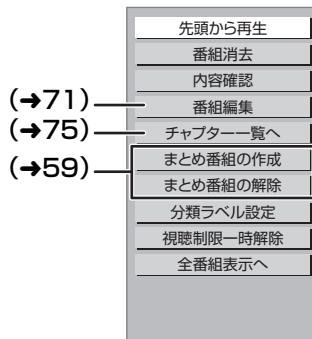 先頭から再生
番組消去
内容確認
(→71) 番組編集
(→75) チャプター一覧へ
(→59) まとめ番組の作成
まとめ番組の解除
分類ラベル設定
視聴制限一時解除
全番組表示へ